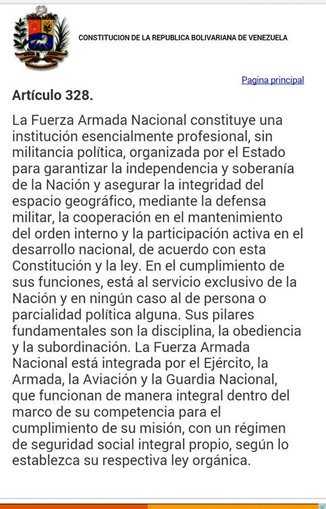 CONSTITUCION DE LA REPUBLICA BOLIVARIANA DE VENEZUELA
Pagina principal
Artículo 328.
La Fuerza Armada Nacional constituye una
institución esencialmente profesional, sin
militancia política, organizada por el Estado
para garantizar la independencia y soberanía
de la Nación y asegurar la integridad del
espacio geográfico, mediante la defensa
militar, la cooperación en el mantenimiento
del orden interno y la participación activa en el
desarrollo nacional, de acuerdo con esta
Constitución y la ley. En el cumplimiento de
sus funciones, está al servicio exclusivo de la
Nación y en ningún caso al de persona o
parcialidad política alguna. Sus pilares
fundamentales son la disciplina, la obediencia
y la subordinación. La Fuerza Armada
Nacional está integrada por el Ejército, la
Armada, la Aviación y la Guardia Nacional,
que funcionan de manera integral dentro del
marco de su competencia para el
cumplimiento de su misión, con un régimen
de seguridad social integral propio, según lo
establezca su respectiva ley orgánica.